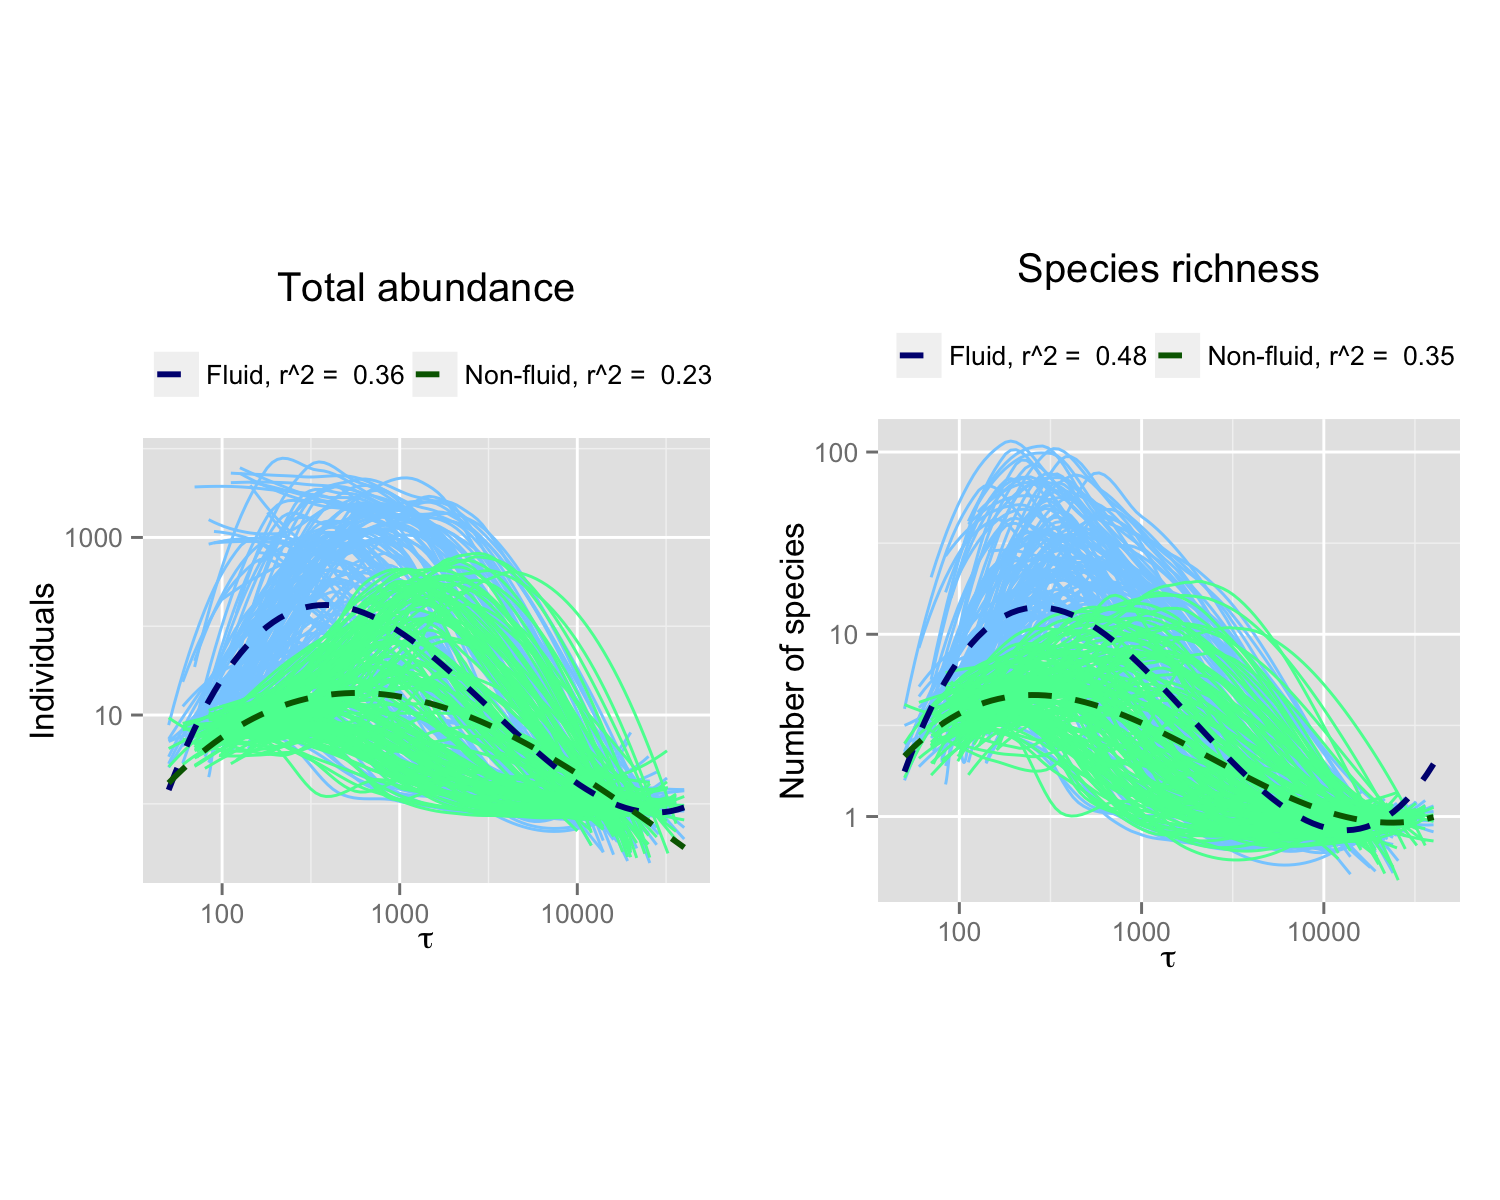 Total abundance
Fluid, r^2 =  0.36 Non-fluid, r^2 =  0.23
Individuals
1000
10
100 1000 10000
τ
Species richness
Fluid, r^2 =  0.48 Non-fluid, r^2 =  0.35
Number of species
100
10
1
100 1000 10000
τ